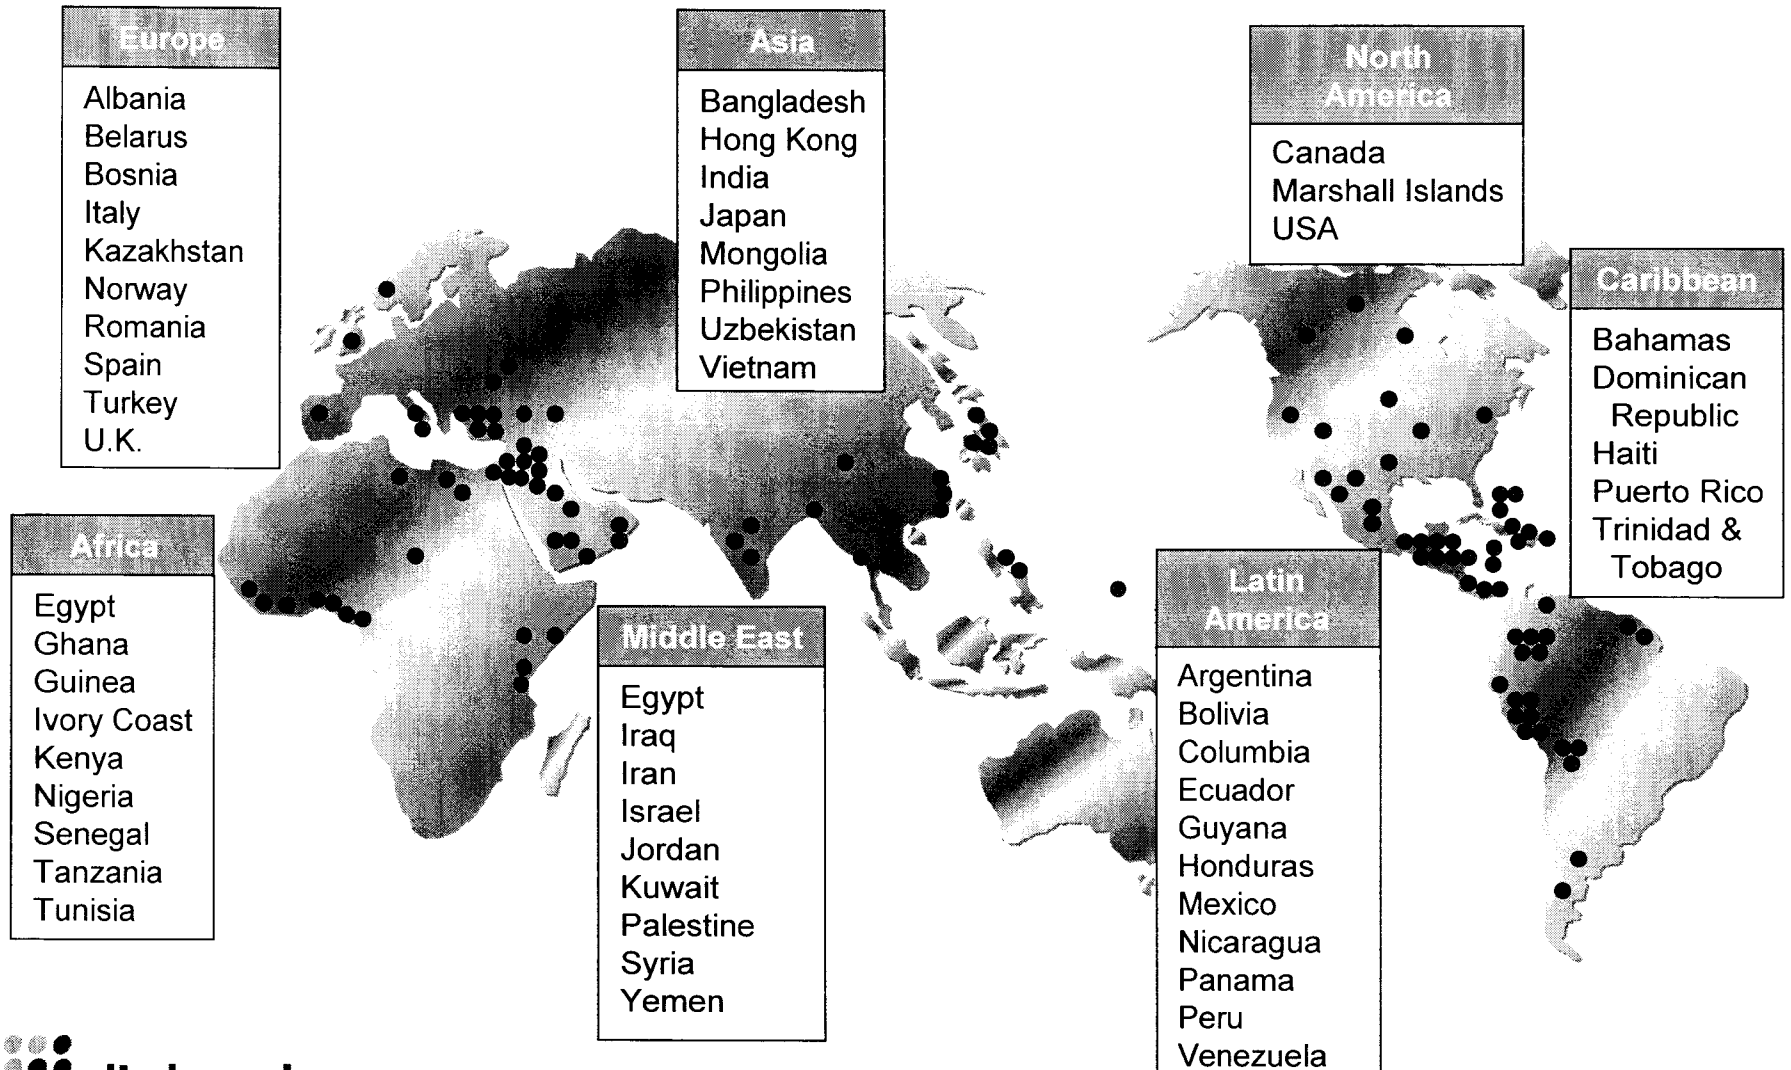 Europe
Albania
Belarus
Bosnia
Italy
Kazakhstan
Norway
Romania
Spain
Turkey
U.K.
Asia
Bangladesh
Hong Kong
India
Japan
Mongolia
Philippines
Uzbekistan
Vietnam
North
America
Canada
Marshall Islands
USA
Caribbean
Bahamas
Dominican
Republic
Haiti
Puerto Rico
Trinidad &
Tobago
Africa
Egypt
Ghana
Guinea
Ivory Coast
Kenya
Nigeria
Senegal
Tanzania
Tunisia
Middle East
Egypt
Iraq
Iran
Israel
Jordan
Kuwait
Palestine
Syria
Yemen
Latin
America
Argentina
Bolivia
Columbia
Ecuador
Guyana
Honduras
Mexico
Nicaragua
Panama
Peru
Venezuela